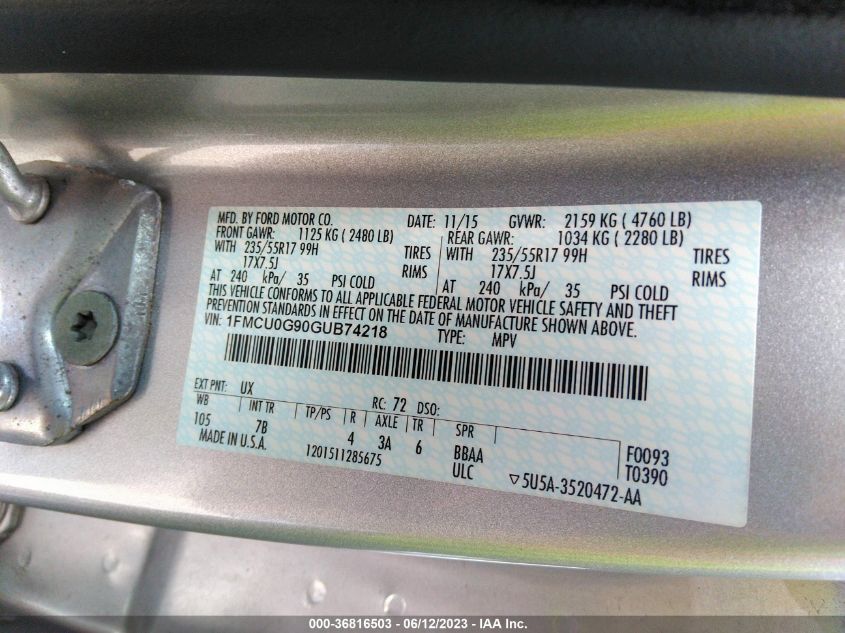 MFD. BY FORD MOTOR CO. DATE: 11/15 GVWR: 2159 KG ( 4760 LB)
FRONT GAWR: 1125 KG ( 2480 LB) REAR GAWR: 1034 KG ( 2280 LB)
WITH 235/55R17 99H TIRES WITH 235/55R17 99H TIRES
17X7.5J RIMS 17X7.5J RIMS
AT 240 kPa/ 35 PSI COLD AT 240 kPa/ 35 PSI COLD
THIS VEHICLE CONFORMS TO ALL APPLICABLE FEDERAL MOTOR VEHICLE SAFETY AND THEFT
PREVENTION STANDARDS IN EFFECT ON THE DATE OF MANUFACTURE SHOWN ABOVE.
VIN: 1FMCU0G90GUB74218 TYPE: MPV
EXT PNT: UX RC: 72 DSO:
WB INT TR TP/PS R AXLE TR SPR
105 7B 4 3A 6 BBAA F0093
MADE IN U.S.A. 1201511285675 ULC T0390
▽5U5A-3520472-AA
000-36816503 - 06/12/2023 - IAA Inc.